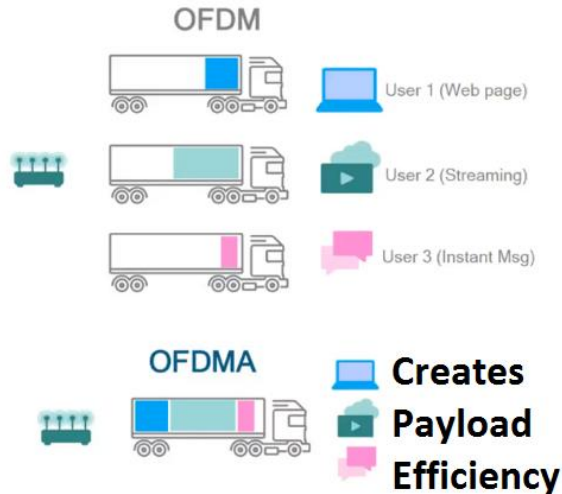 OFDM
User 1 (Web page)
User 2 (Streaming)
User 3 (Instant Msg)
OFDMA
Creates
Payload
Efficiency